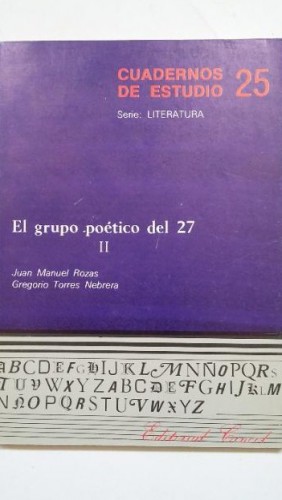 CUADERNOS
DE ESTUDIO 25
Serie: LITERATURA
El grupo poético del 27
II
Juan Manuel Rozas
Gregorio Torres Nebrera
ABCDEFGHIJKLMNÑOPQRS
TUVWXYZABCDEFGHIJKLM
NÑOPQRSTUVWXYZ
Editorial Cincel